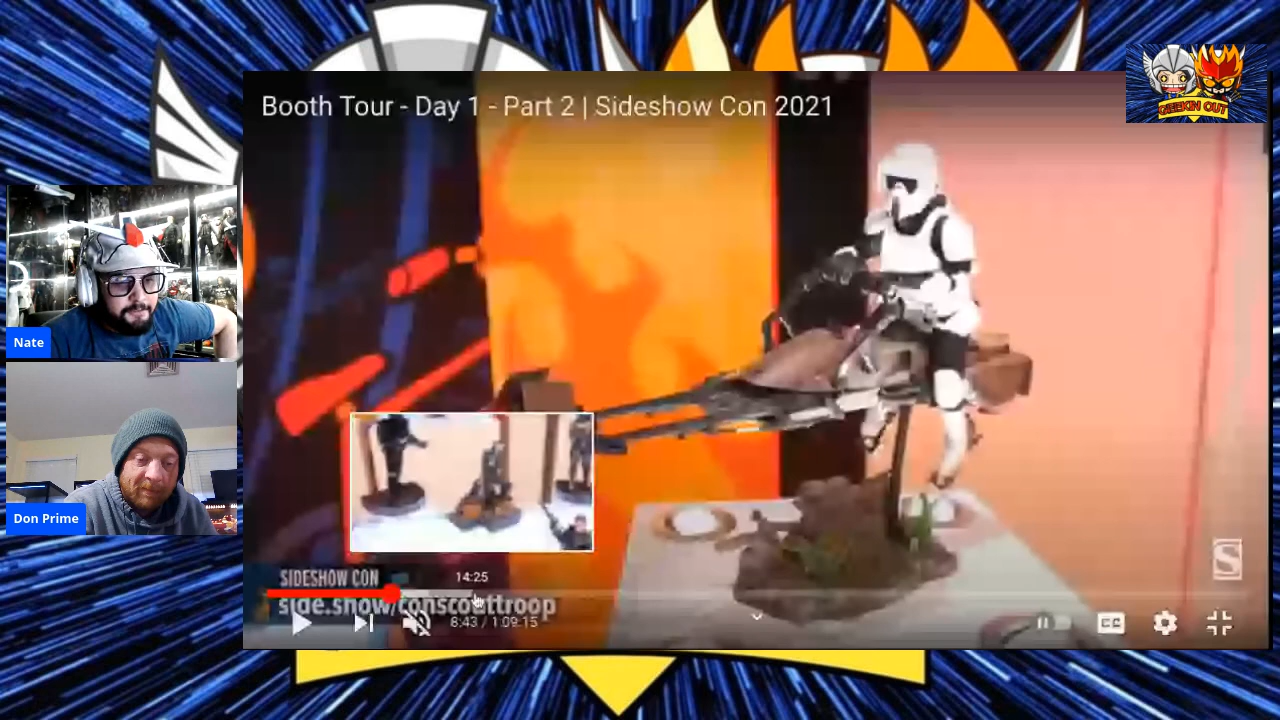 Booth Tour - Day 1 - Part 2 | Sideshow Con 2021
GEEKIN OUT
Nate
Don Prime
SIDESHOW CON
14:25
side.show/conscouttroop
8:43 / 1:09:15
CC
S